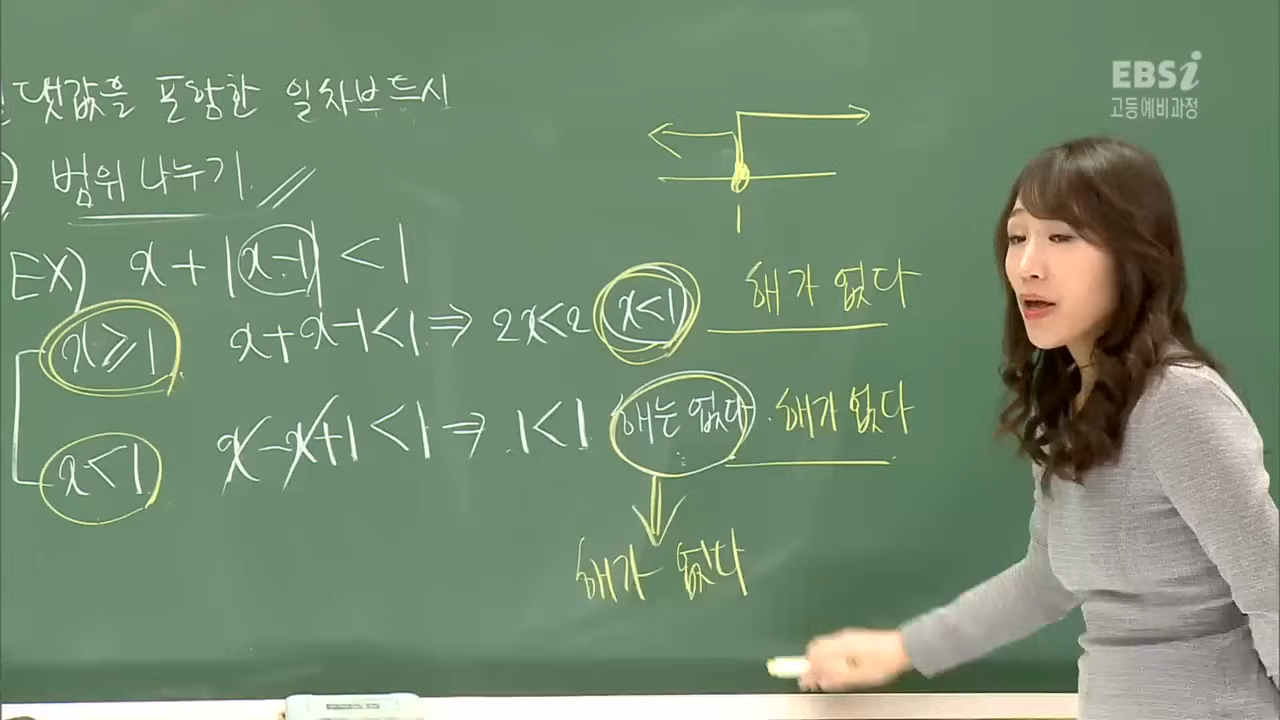 EBSi
고등예비과정
댓값을 포함한 일차부등식
범위 나누기
EX) x + |x-1| < 1
x ≥ 1 x + x - 1 < 1 ⇒ 2x < 2 x < 1 해가 없다
x < 1 x - x + 1 < 1 ⇒ 1 < 1 해는 없다. 해가 없다
해가 없다
1